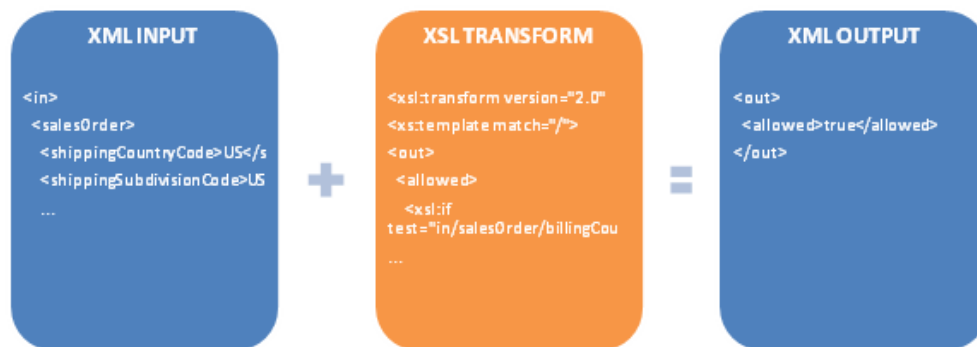 XML INPUT
<in>
<salesOrder>
<shippingCountryCode>US</s
<shippingSubdivisionCode>US
...
+
XSL TRANSFORM
<xsl:transform version="2.0"
<xs:template match="/">
<out>
<allowed>
<xsl:if
test="in/salesOrder/billingCou
...
=
XML OUTPUT
<out>
<allowed>true</allowed>
</out>